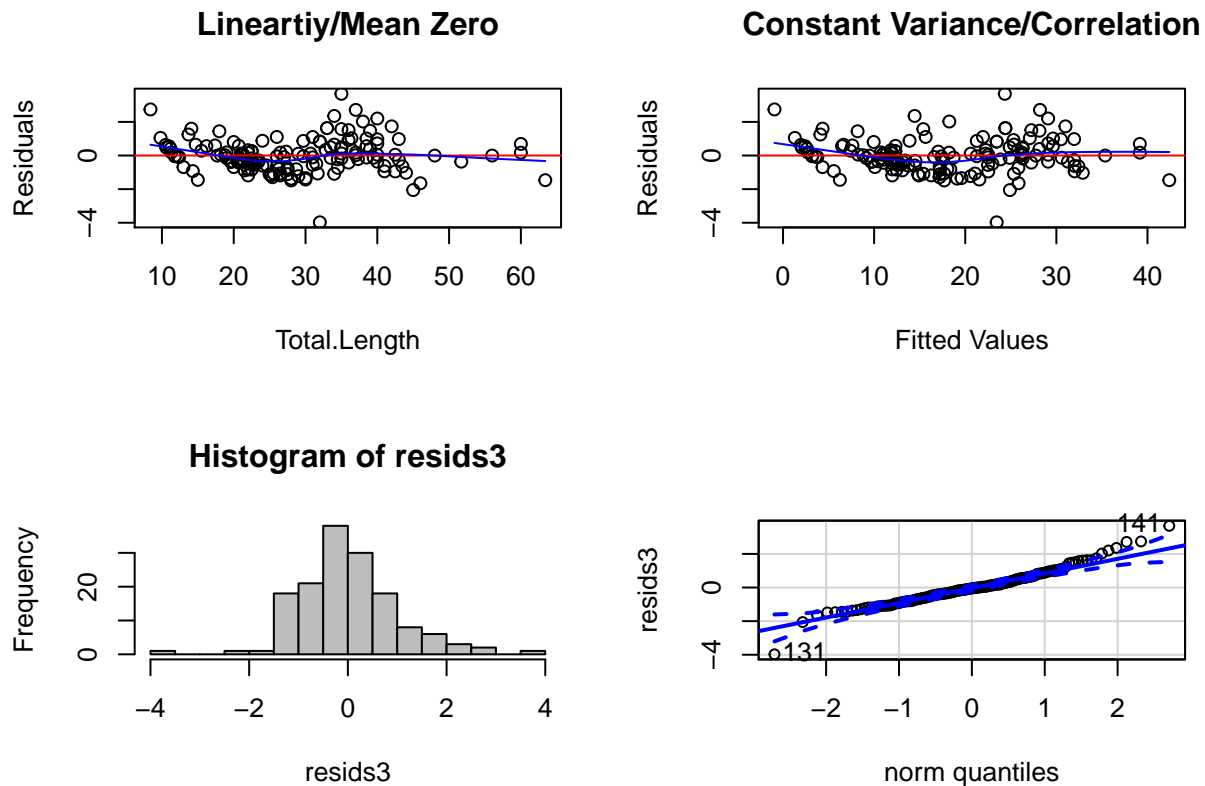 Lineartiy/Mean Zero
Residuals
0
−4
10 20 30 40 50 60
Total.Length
Constant Variance/Correlation
Residuals
0
−4
0 10 20 30 40
Fitted Values
Histogram of resids3
Frequency
20
0
−4 −2 0 2 4
resids3
141
resids3
0
−4
131
−2 −1 0 1 2
norm quantiles